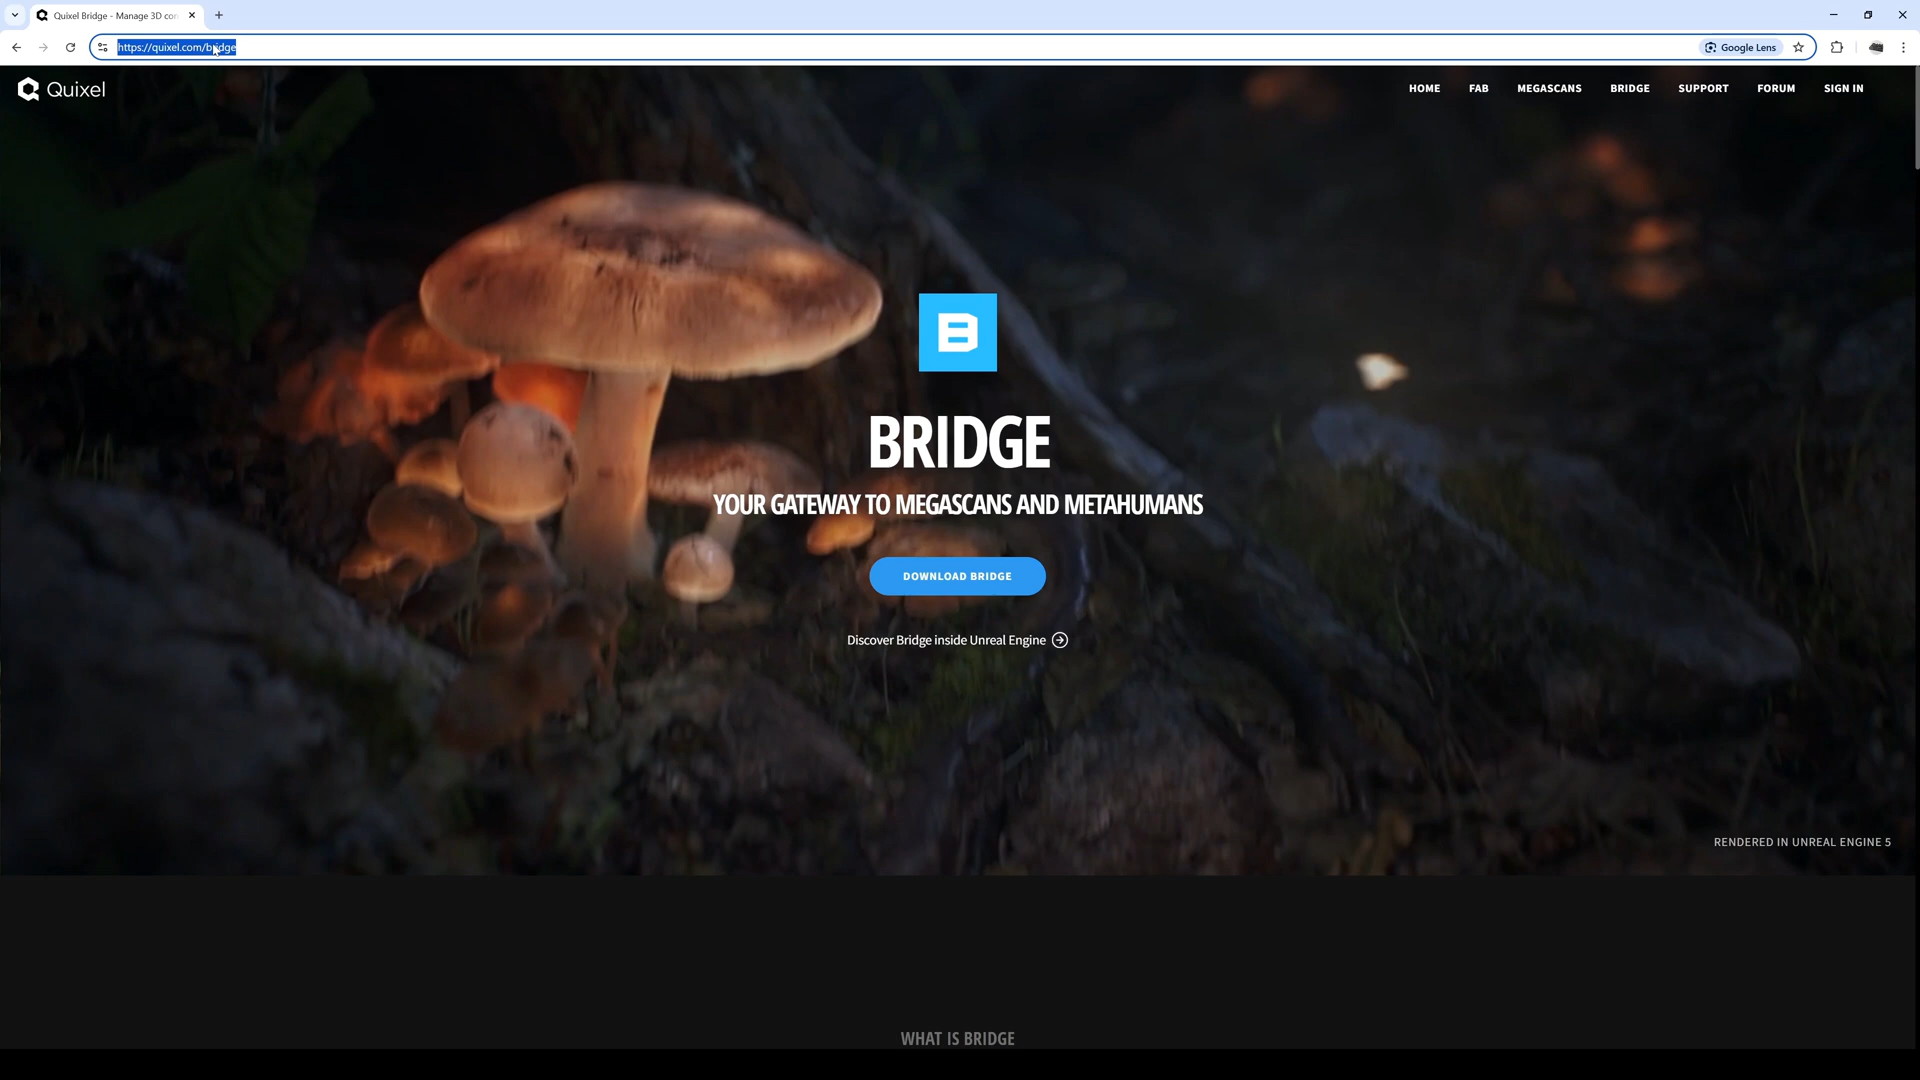 Quixel Bridge - Manage 3D con
https://quixel.com/bridge
Google Lens
Quixel
HOME
FAB
MEGASCANS
BRIDGE
SUPPORT
FORUM
SIGN IN
B
BRIDGE
YOUR GATEWAY TO MEGASCANS AND METAHUMANS
DOWNLOAD BRIDGE
Discover Bridge inside Unreal Engine
RENDERED IN UNREAL ENGINE 5
WHAT IS BRIDGE